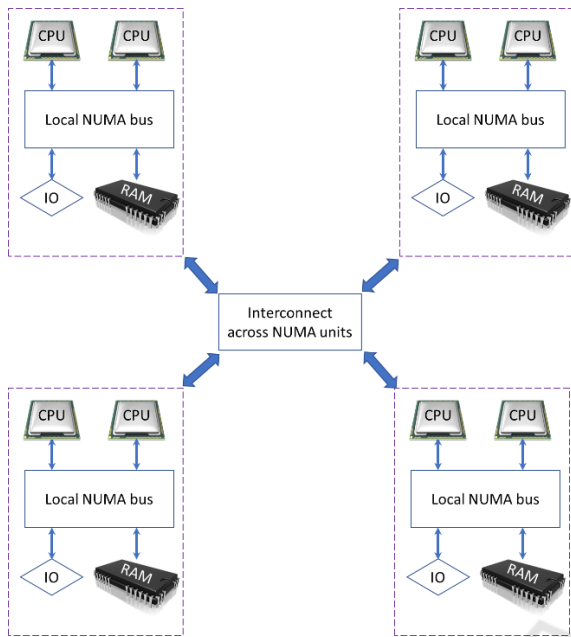 CPU CPU
Local NUMA bus
IO RAM
CPU CPU
Local NUMA bus
IO RAM
Interconnect
across NUMA units
CPU CPU
Local NUMA bus
IO RAM
CPU CPU
Local NUMA bus
IO RAM